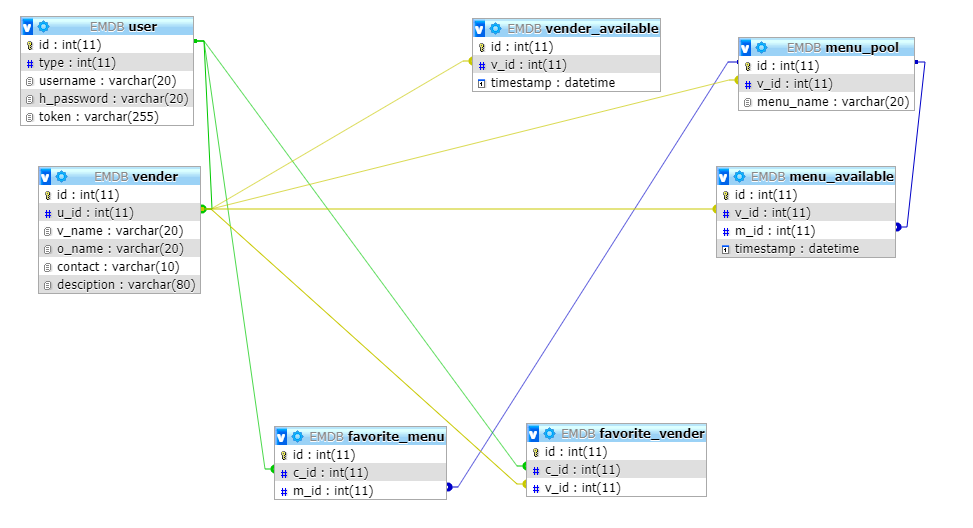 EMDB user
id : int(11)
type : int(11)
username : varchar(20)
h_password : varchar(20)
token : varchar(255)
EMDB vender_available
id : int(11)
v_id : int(11)
timestamp : datetime
EMDB menu_pool
id : int(11)
v_id : int(11)
menu_name : varchar(20)
EMDB vender
id : int(11)
u_id : int(11)
v_name : varchar(20)
o_name : varchar(20)
contact : varchar(10)
desciption : varchar(80)
EMDB menu_available
id : int(11)
v_id : int(11)
m_id : int(11)
timestamp : datetime
EMDB favorite_menu
id : int(11)
c_id : int(11)
m_id : int(11)
EMDB favorite_vender
id : int(11)
c_id : int(11)
v_id : int(11)